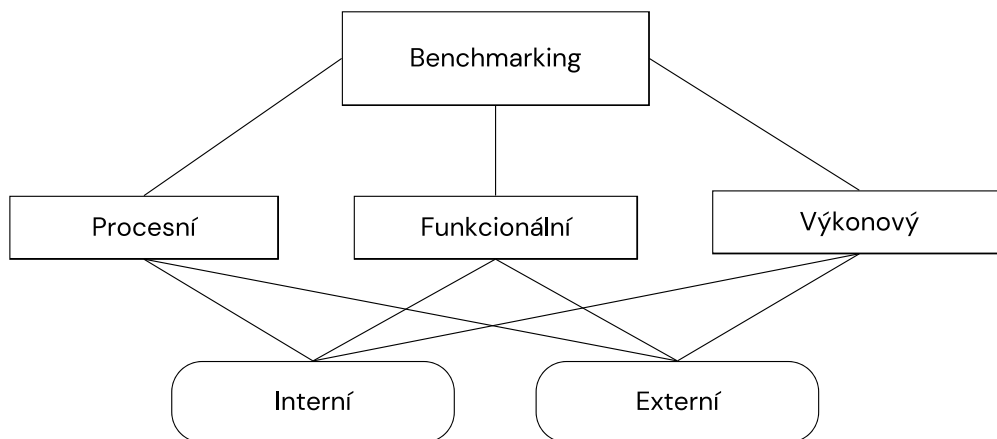 Benchmarking
Procesní
Funkcionální
Výkonový
Interní
Externí